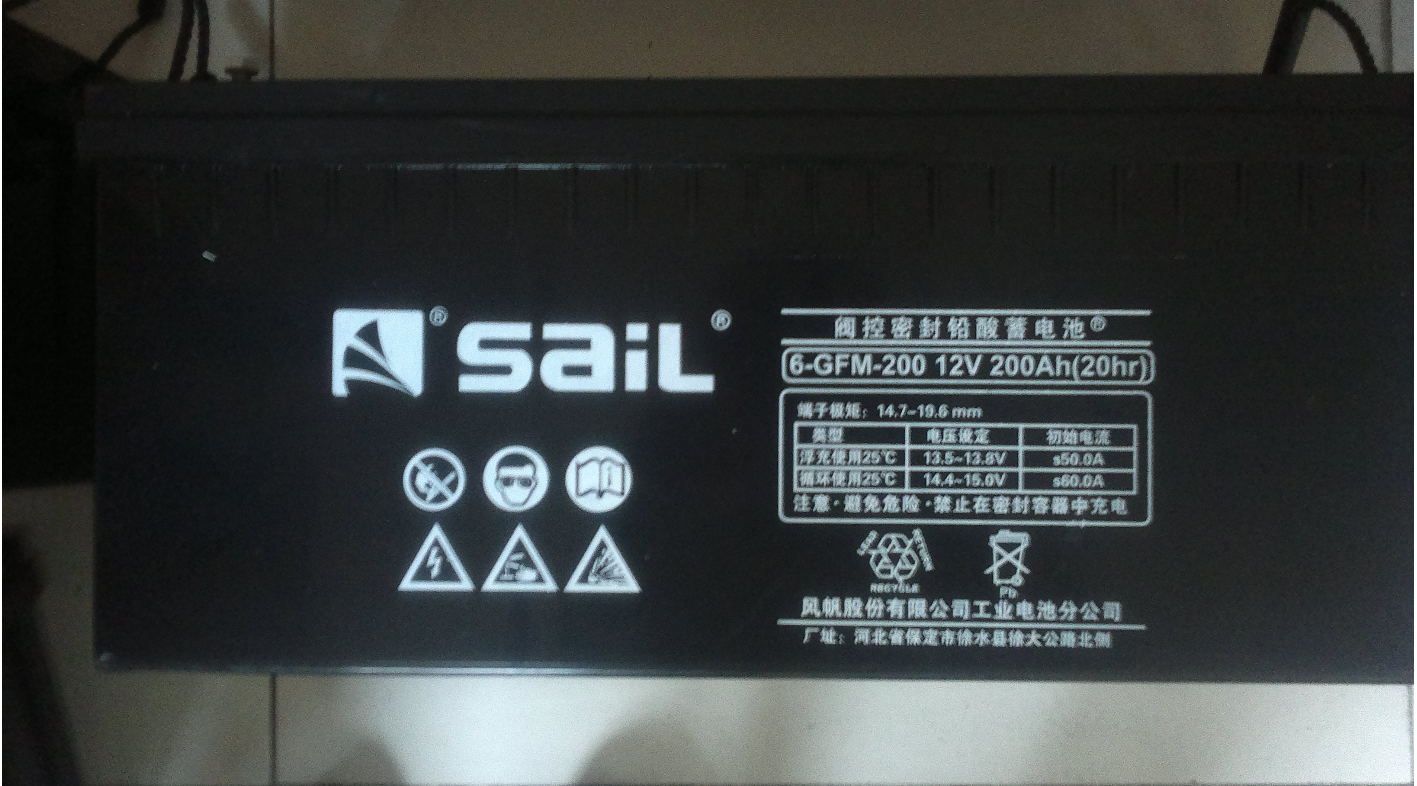 ® saiL ®
阀控密封铅酸蓄电池®
6-GFM-200 12V 200Ah(20hr)
端子极矩：14.7~19.6 mm
类型 电压设定 初始电流
浮充使用25℃ 13.5~13.8V ≤50.0A
循环使用25℃ 14.4~15.0V ≤60.0A
注意·避免危险·禁止在密封容器中充电
RETURN
RECYCLE
Pb
风帆股份有限公司工业电池分公司
厂址：河北省保定市徐水县徐大公路北侧